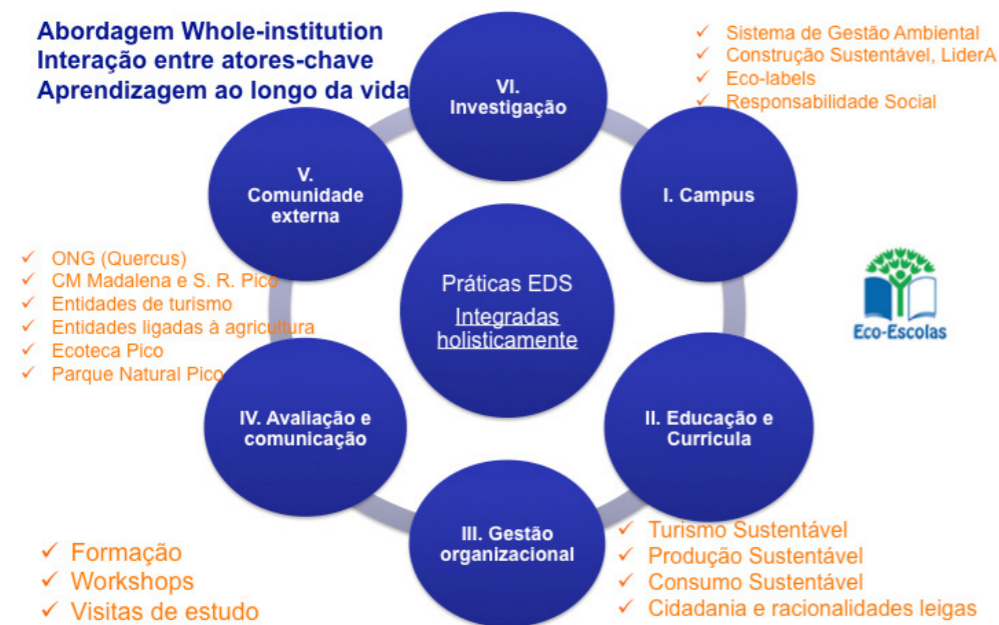 Abordagem Whole-institution
Interação entre atores-chave
Aprendizagem ao longo da vida
✓ Sistema de Gestão Ambiental
✓ Construção Sustentável, LiderA
✓ Eco-labels
✓ Responsabilidade Social
VI.
Investigação
I. Campus
II. Educação e
Curricula
III. Gestão
organizacional
IV. Avaliação e
comunicação
V.
Comunidade
externa
Práticas EDS
Integradas
holisticamente
✓ ONG (Quercus)
✓ CM Madalena e S. R. Pico
✓ Entidades de turismo
✓ Entidades ligadas à agricultura
✓ Ecoteca Pico
✓ Parque Natural Pico
Eco-Escolas
✓ Formação
✓ Workshops
✓ Visitas de estudo
✓ Turismo Sustentável
✓ Produção Sustentável
✓ Consumo Sustentável
✓ Cidadania e racionalidades leigas